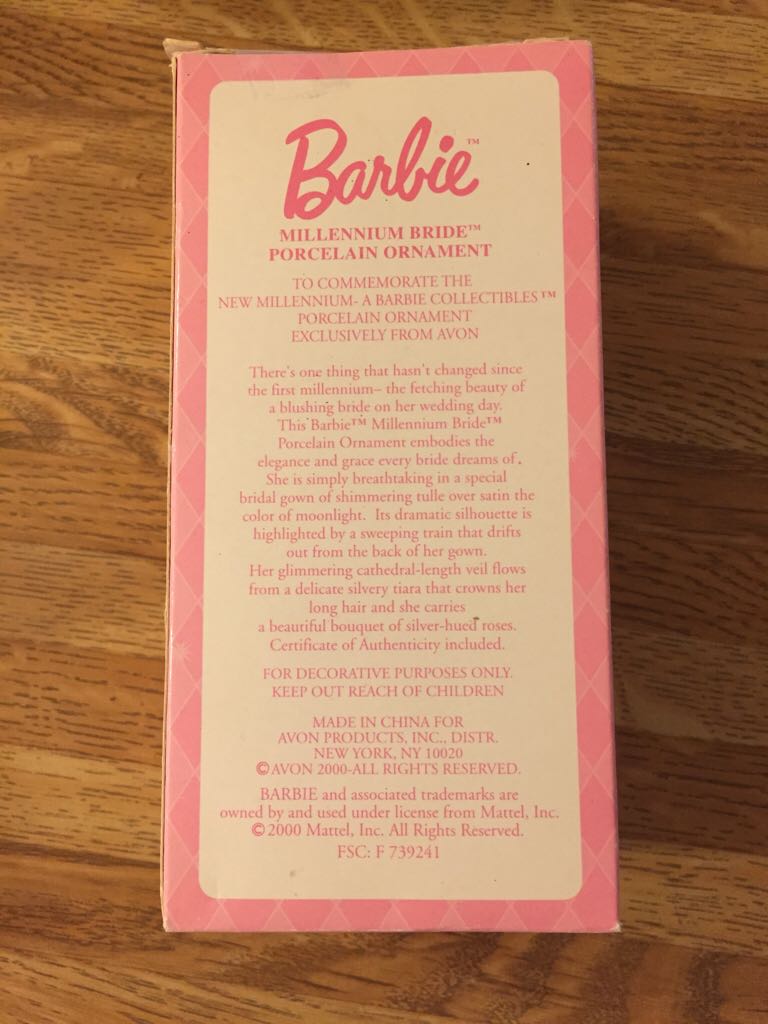 Barbie™
MILLENNIUM BRIDE™
PORCELAIN ORNAMENT
TO COMMEMORATE THE
NEW MILLENNIUM- A BARBIE COLLECTIBLES™
PORCELAIN ORNAMENT
EXCLUSIVELY FROM AVON
There's one thing that hasn't changed since
the first millennium– the fetching beauty of
a blushing bride on her wedding day.
This Barbie™ Millennium Bride™
Porcelain Ornament embodies the
elegance and grace every bride dreams of.
She is simply breathtaking in a special
bridal gown of shimmering tulle over satin the
color of moonlight. Its dramatic silhouette is
highlighted by a sweeping train that drifts
out from the back of her gown.
Her glimmering cathedral-length veil flows
from a delicate silvery tiara that crowns her
long hair and she carries
a beautiful bouquet of silver-hued roses.
Certificate of Authenticity included.
FOR DECORATIVE PURPOSES ONLY.
KEEP OUT REACH OF CHILDREN
MADE IN CHINA FOR
AVON PRODUCTS, INC., DISTR.
NEW YORK, NY 10020
©AVON 2000-ALL RIGHTS RESERVED.
BARBIE and associated trademarks are
owned by and used under license from Mattel, Inc.
©2000 Mattel, Inc. All Rights Reserved.
FSC: F 739241